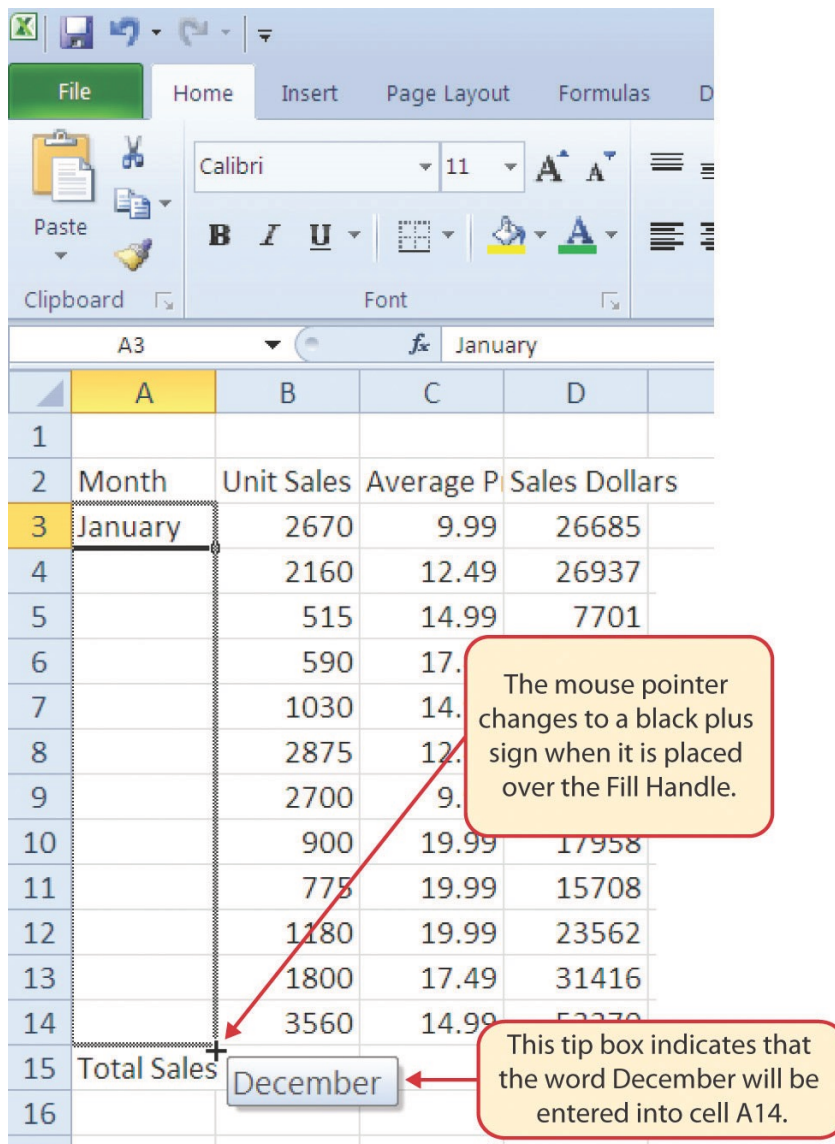 File Home Insert Page Layout Formulas D
Calibri 11 A A
Paste
B I U A
Clipboard Font
A3 fx January
A B C D
1
2 Month Unit Sales Average P Sales Dollars
3 January 2670 9.99 26685
4 2160 12.49 26937
5 515 14.99 7701
6 590 17.
7 1030 14.
8 2875 12.
9 2700 9.
10 900 19.99 17958
11 775 19.99 15708
12 1180 19.99 23562
13 1800 17.49 31416
14 3560 14.99
15 Total Sales
16
The mouse pointer
changes to a black plus
sign when it is placed
over the Fill Handle.
December
This tip box indicates that
the word December will be
entered into cell A14.